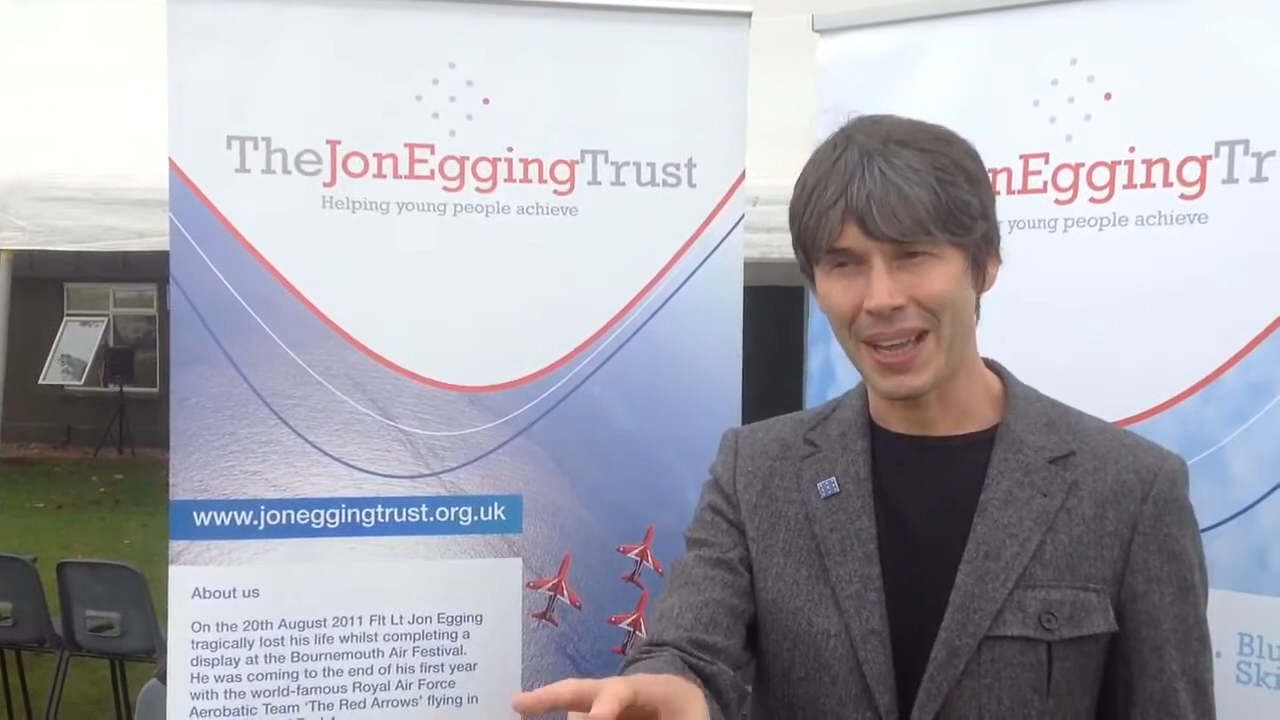 TheJonEggingTrust
Helping young people achieve
www.joneggingtrust.org.uk
About us
On the 20th August 2011 Flt Lt Jon Egging
tragically lost his life whilst completing a
display at the Bournemouth Air Festival.
He was coming to the end of his first year
with the world-famous Royal Air Force
Aerobatic Team 'The Red Arrows' flying in
nEggingTr
young people achieve
Blu
Ski